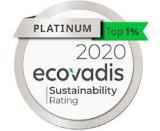 PLATINUM
Top 1%
2020
ecovadis
Sustainability
Rating